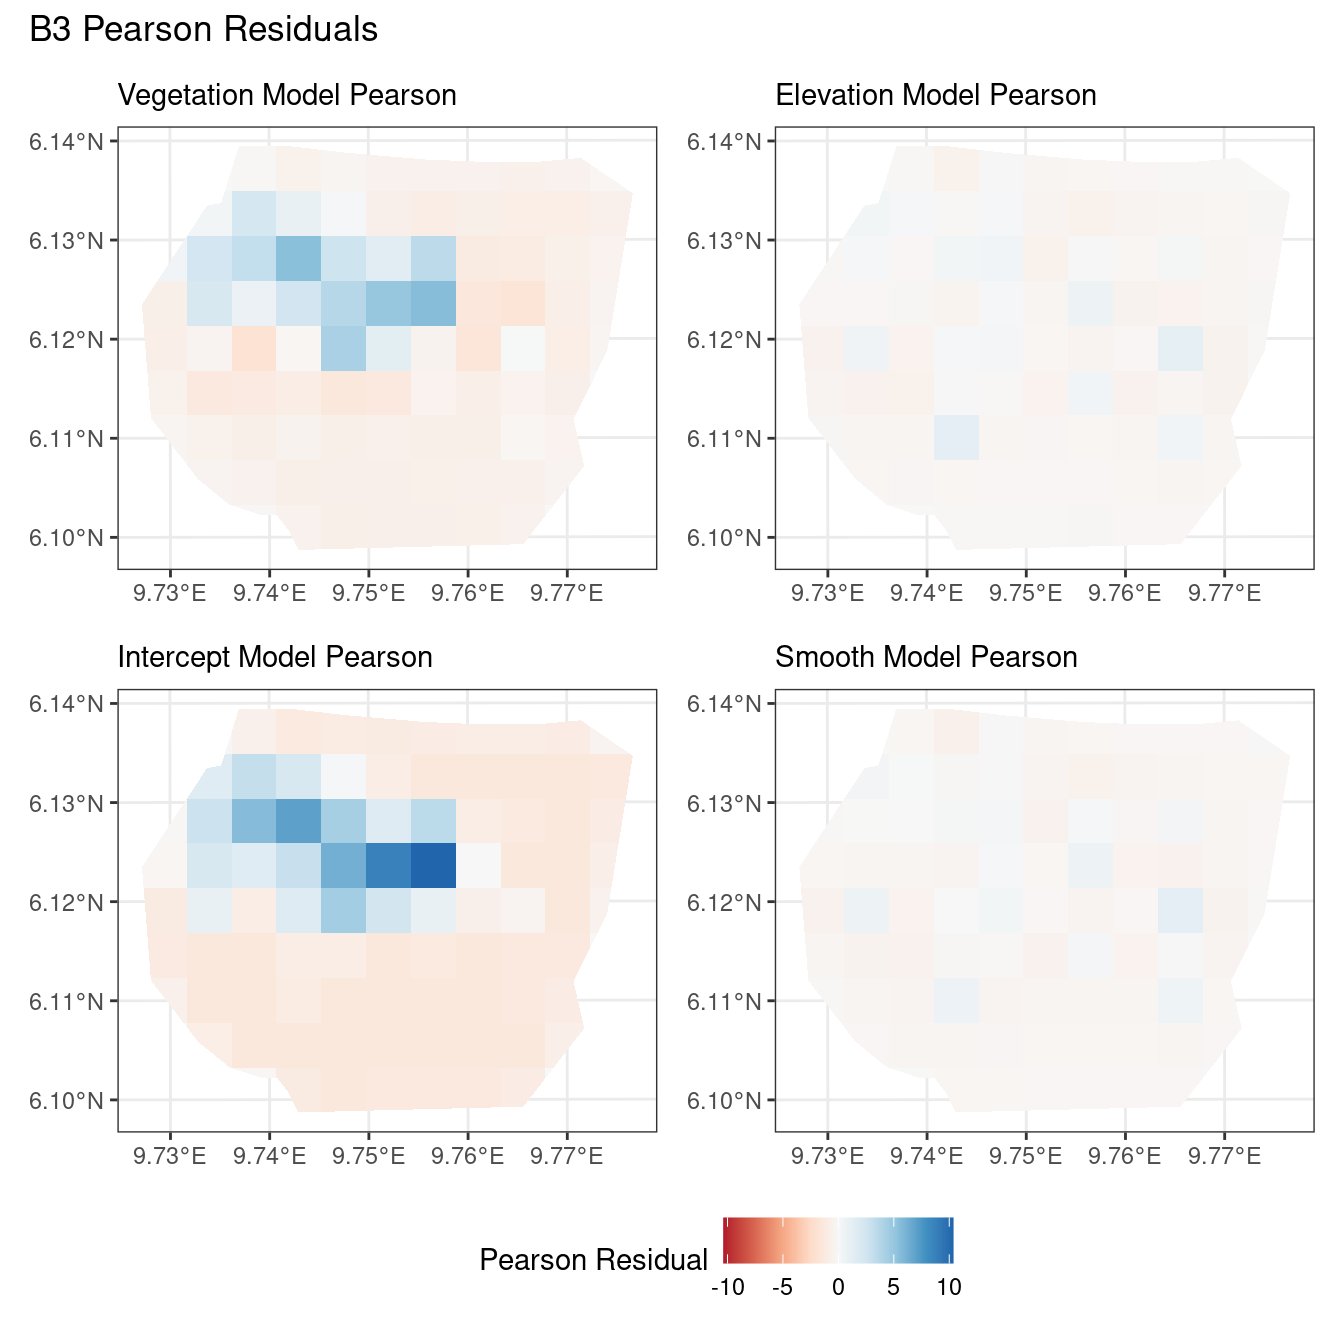 B3 Pearson Residuals
Vegetation Model Pearson
Elevation Model Pearson
6.14°N
6.13°N
6.12°N
6.11°N
6.10°N
9.73°E 9.74°E 9.75°E 9.76°E 9.77°E
6.14°N
6.13°N
6.12°N
6.11°N
6.10°N
9.73°E 9.74°E 9.75°E 9.76°E 9.77°E
Intercept Model Pearson
Smooth Model Pearson
6.14°N
6.13°N
6.12°N
6.11°N
6.10°N
9.73°E 9.74°E 9.75°E 9.76°E 9.77°E
6.14°N
6.13°N
6.12°N
6.11°N
6.10°N
9.73°E 9.74°E 9.75°E 9.76°E 9.77°E
Pearson Residual
-10 -5 0 5 10